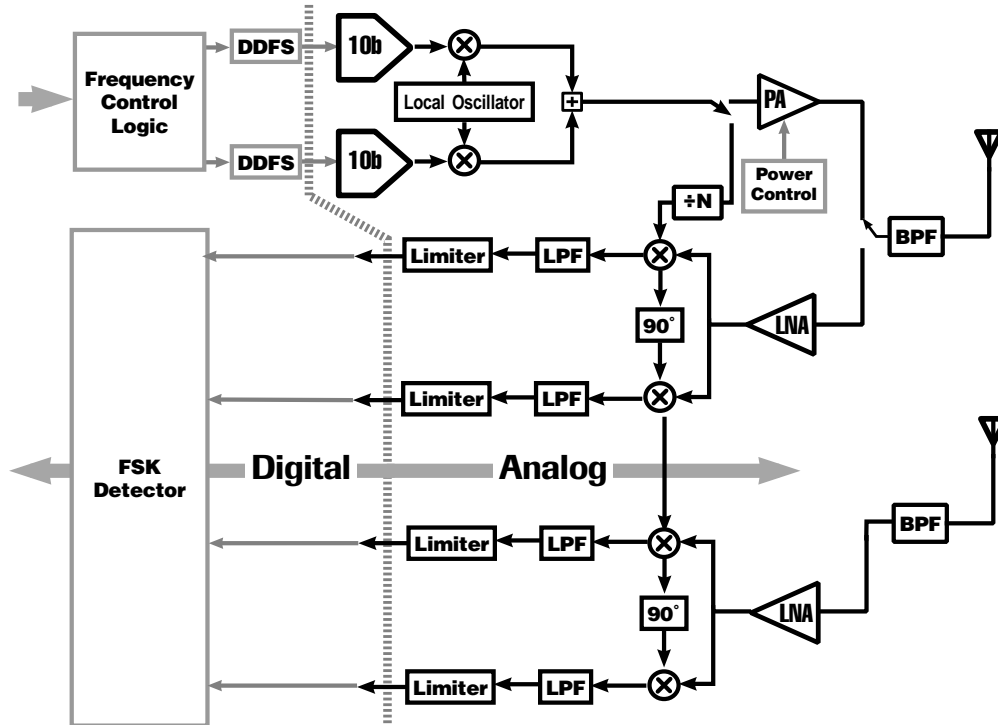 DDFS
10b
Frequency
Control
Logic
Local Oscillator
+
PA
DDFS
10b
Power
Control
÷N
BPF
Limiter
LPF
LNA
90°
Limiter
LPF
FSK
Detector
Digital
Analog
BPF
Limiter
LPF
LNA
90°
Limiter
LPF